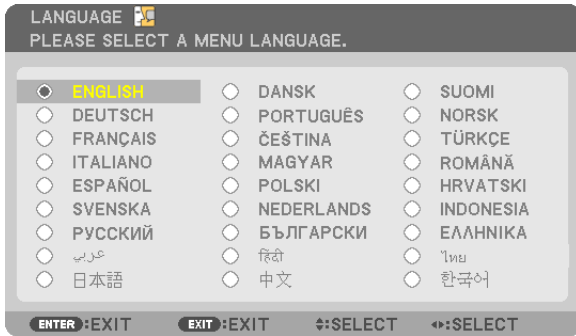 LANGUAGE
PLEASE SELECT A MENU LANGUAGE.
ENGLISH DANSK SUOMI
DEUTSCH PORTUGUÊS NORSK
FRANÇAIS ČEŠTINA TÜRKÇE
ITALIANO MAGYAR ROMÂNĂ
ESPAÑOL POLSKI HRVATSKI
SVENSKA NEDERLANDS INDONESIA
РУССКИЙ БЪЛГАРСКИ ΕΛΛΗΝΙΚΑ
عربي हिंदी ไทย
日本語 中文 한국어
ENTER:EXIT EXIT:EXIT :SELECT :SELECT